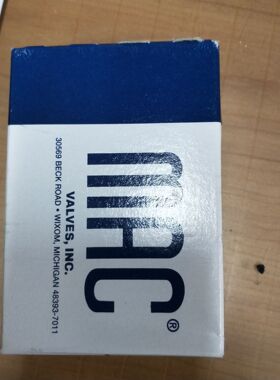 MAC®
VALVES, INC.
30569 BECK ROAD • WIXOM, MICHIGAN 48393-7011